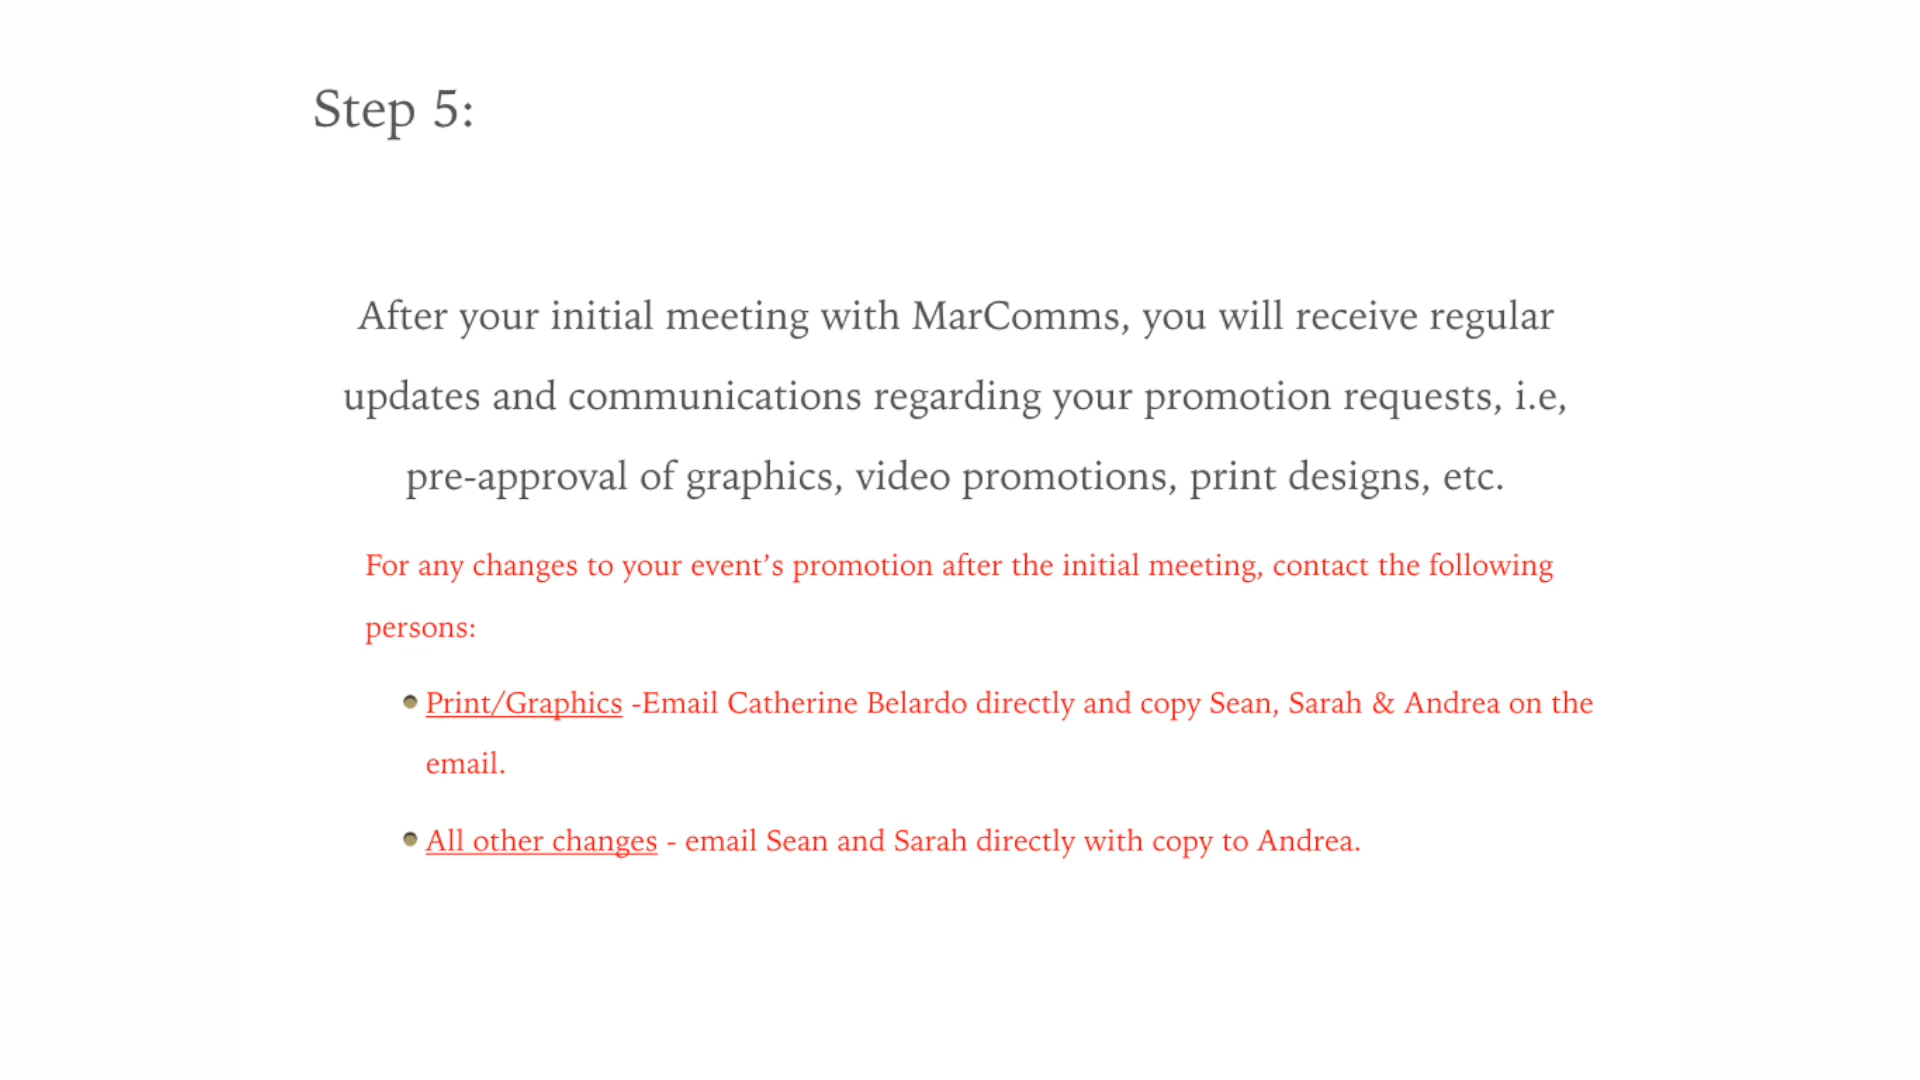 Step 5:
After your initial meeting with MarComms, you will receive regular
updates and communications regarding your promotion requests, i.e,
pre-approval of graphics, video promotions, print designs, etc.
For any changes to your event’s promotion after the initial meeting, contact the following
persons:
Print/Graphics -Email Catherine Belardo directly and copy Sean, Sarah & Andrea on the
email.
All other changes - email Sean and Sarah directly with copy to Andrea.